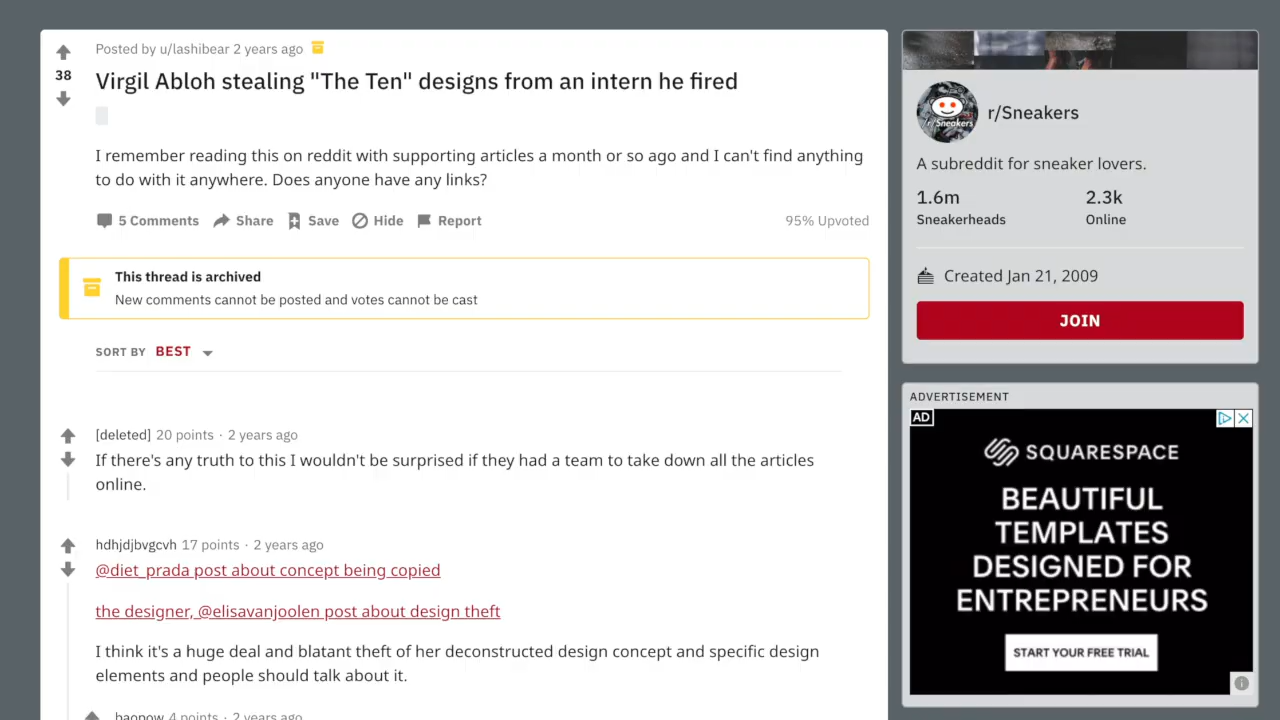 Posted by u/lashibear 2 years ago
38
Virgil Abloh stealing "The Ten" designs from an intern he fired
I remember reading this on reddit with supporting articles a month or so ago and I can't find anything
to do with it anywhere. Does anyone have any links?
5 Comments Share Save Hide Report 95% Upvoted
This thread is archived
New comments cannot be posted and votes cannot be cast
SORT BY BEST
[deleted] 20 points · 2 years ago
If there's any truth to this I wouldn't be surprised if they had a team to take down all the articles
online.
hdhjdjbvgcvh 17 points · 2 years ago
@diet_prada post about concept being copied
the designer, @elisavanjoolen post about design theft
I think it's a huge deal and blatant theft of her deconstructed design concept and specific design
elements and people should talk about it.
baopow 4 points · 2 years ago
r/Sneakers
r/Sneakers
A subreddit for sneaker lovers.
1.6m 2.3k
Sneakerheads Online
Created Jan 21, 2009
JOIN
ADVERTISEMENT
AD
SQUARESPACE
BEAUTIFUL
TEMPLATES
DESIGNED FOR
ENTREPRENEURS
START YOUR FREE TRIAL